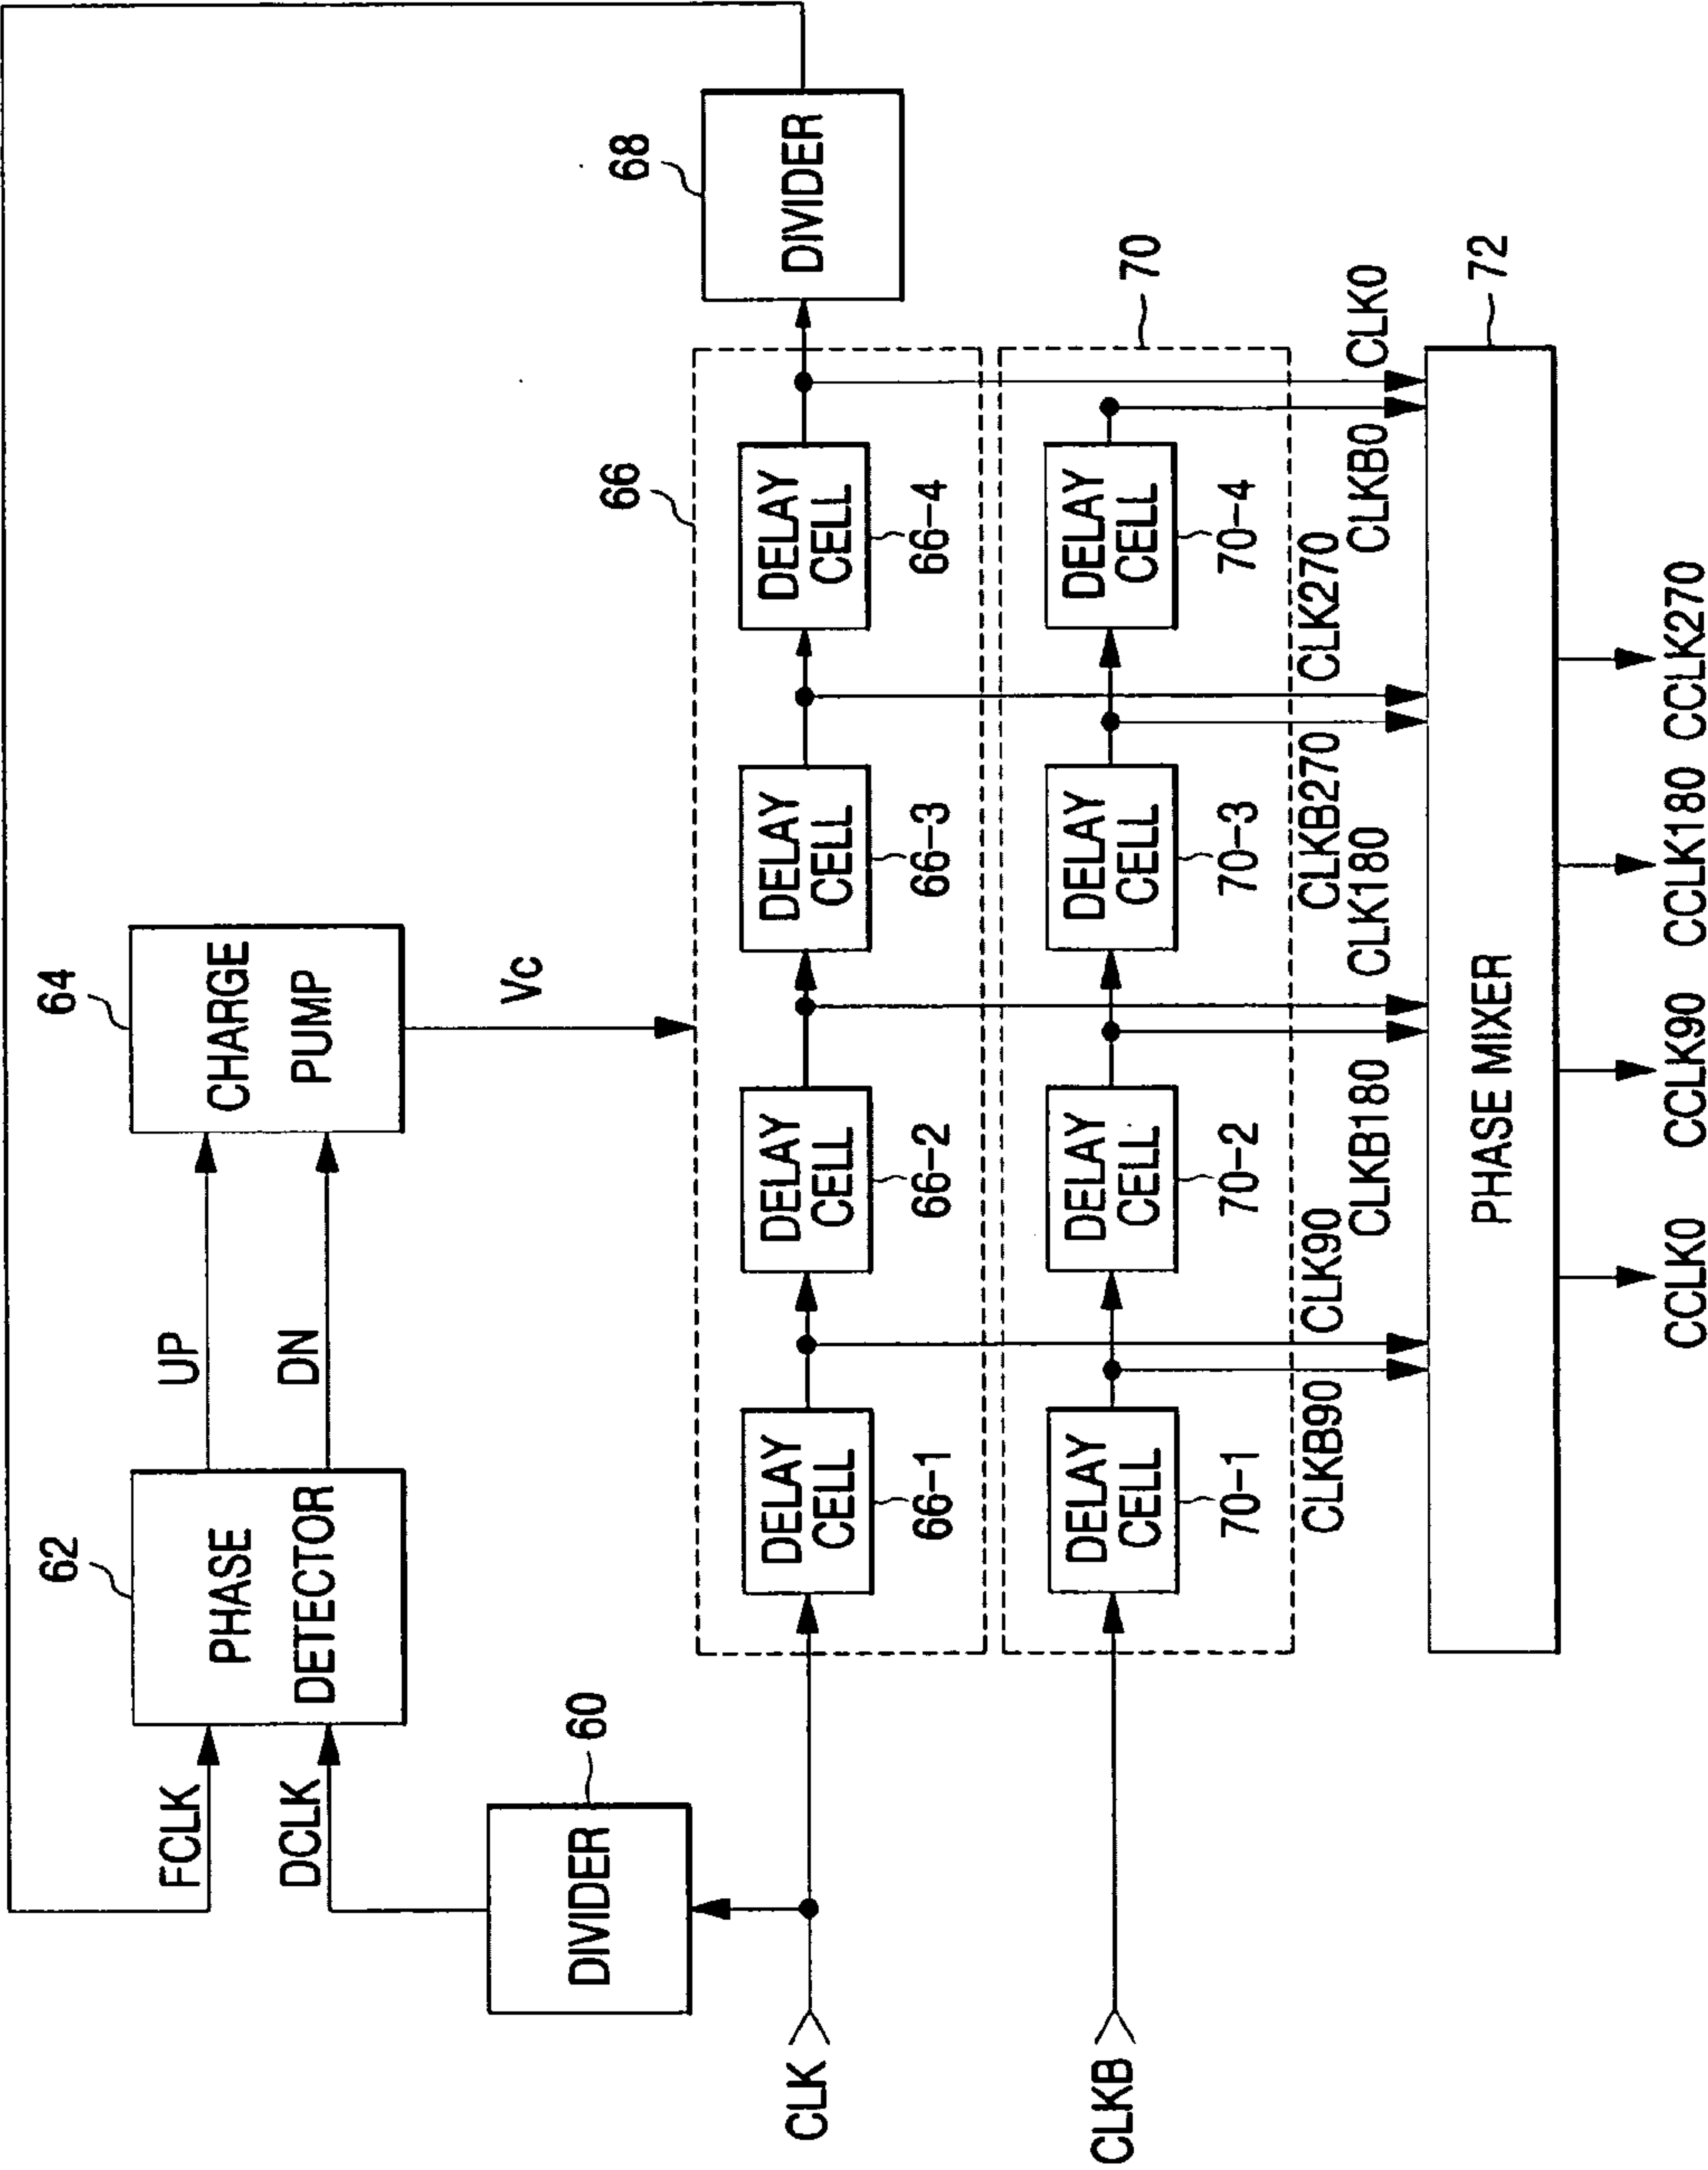 FCLK
DCLK
62
PHASE
DETECTOR
UP
DN
64
CHARGE
PUMP
Vc
60
DIVIDER
68
DIVIDER
66
CLK
DELAY
CELL
66-1
DELAY
CELL
66-2
DELAY
CELL
66-3
DELAY
CELL
66-4
70
CLKB
DELAY
CELL
70-1
DELAY
CELL
70-2
DELAY
CELL
70-3
DELAY
CELL
70-4
CLKB90
CLK90
CLKB180
CLK180
CLKB270
CLK270
CLKB0
CLK0
72
PHASE MIXER
CCLK0
CCLK90
CCLK180
CCLK270